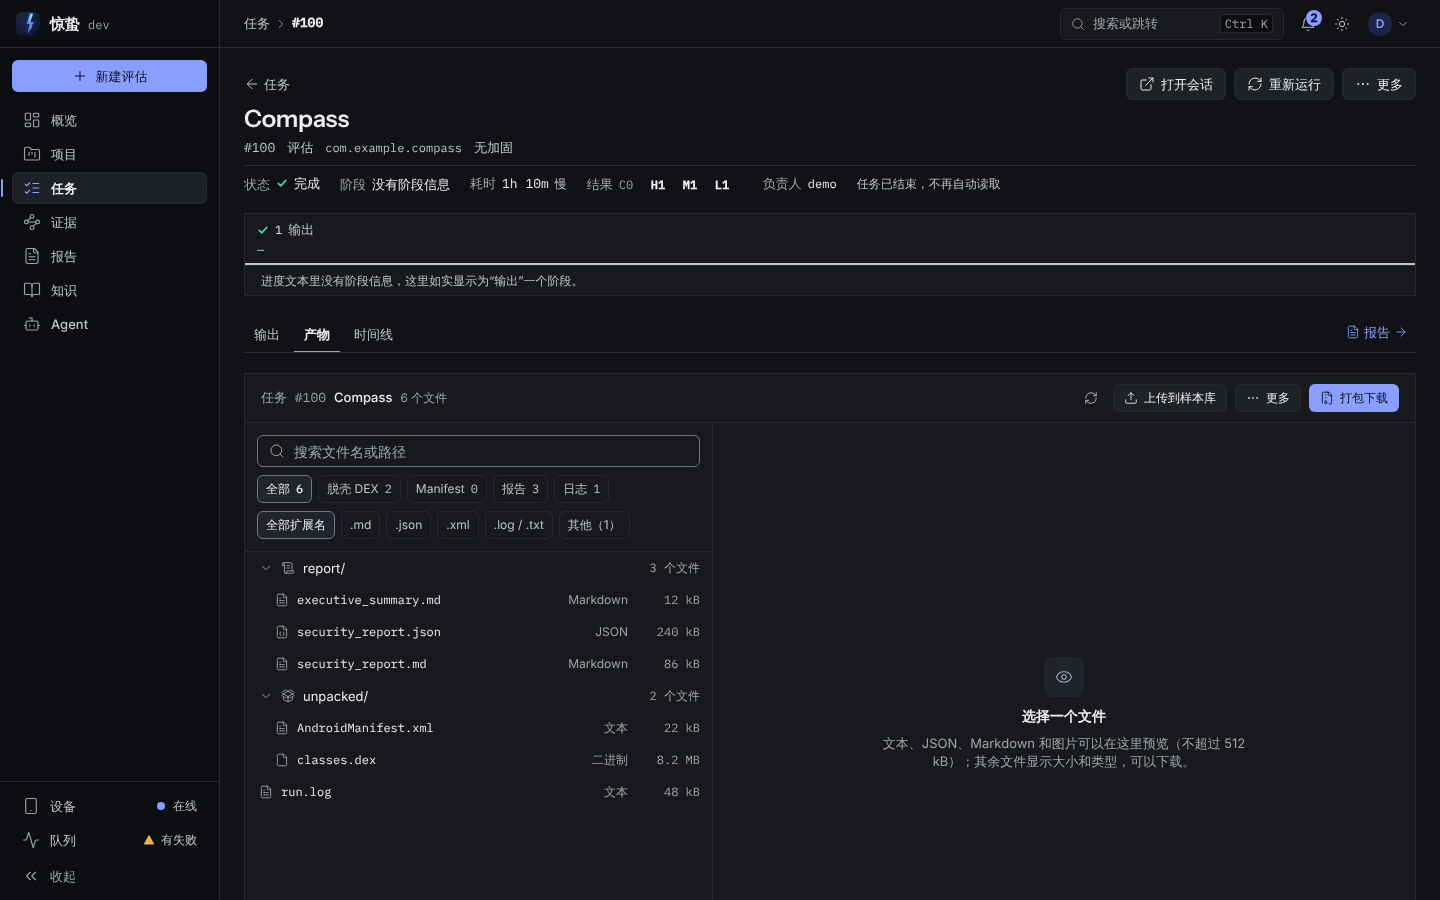 惊蛰 dev
任务 > #100
搜索或跳转 Ctrl K
2
D
新建评估
概览
项目
任务
证据
报告
知识
Agent
设备 在线
队列 有失败
收起
← 任务
打开会话
重新运行
··· 更多
Compass
#100 评估 com.example.compass 无加固
状态 完成 阶段 没有阶段信息 耗时 1h 10m 慢 结果 C0 H1 M1 L1 负责人 demo 任务已结束，不再自动读取
1 输出
—
进度文本里没有阶段信息，这里如实显示为“输出”一个阶段。
输出 产物 时间线
报告 →
任务 #100 Compass 6 个文件
上传到样本库
··· 更多
打包下载
搜索文件名或路径
全部 6 脱壳 DEX 2 Manifest 0 报告 3 日志 1
全部扩展名 .md .json .xml .log / .txt 其他（1）
report/ 3 个文件
executive_summary.md Markdown 12 kB
security_report.json JSON 240 kB
security_report.md Markdown 86 kB
unpacked/ 2 个文件
AndroidManifest.xml 文本 22 kB
classes.dex 二进制 8.2 MB
run.log 文本 48 kB
选择一个文件
文本、JSON、Markdown 和图片可以在这里预览（不超过 512
kB）；其余文件显示大小和类型，可以下载。